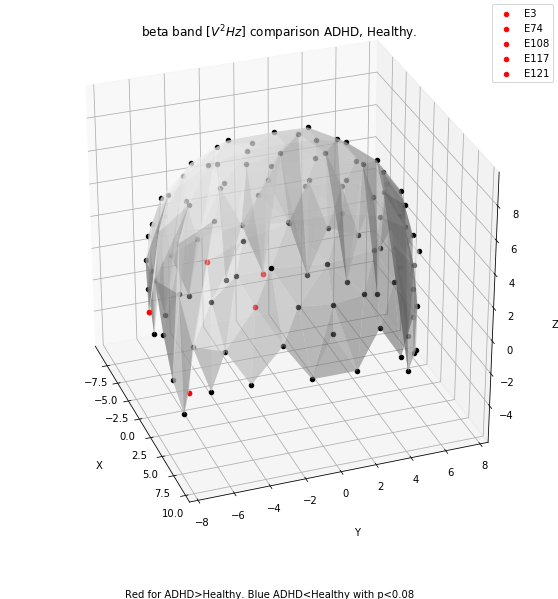 beta band [V²Hz] comparison ADHD, Healthy.
E3
E74
E108
E117
E121
8
6
4
2
0
−2
−4
Z
−7.5
−5.0
−2.5
0.0
2.5
5.0
7.5
10.0
X
−8
−6
−4
−2
0
2
4
6
8
Y
Red for ADHD>Healthy. Blue ADHD<Healthy with p<0.08